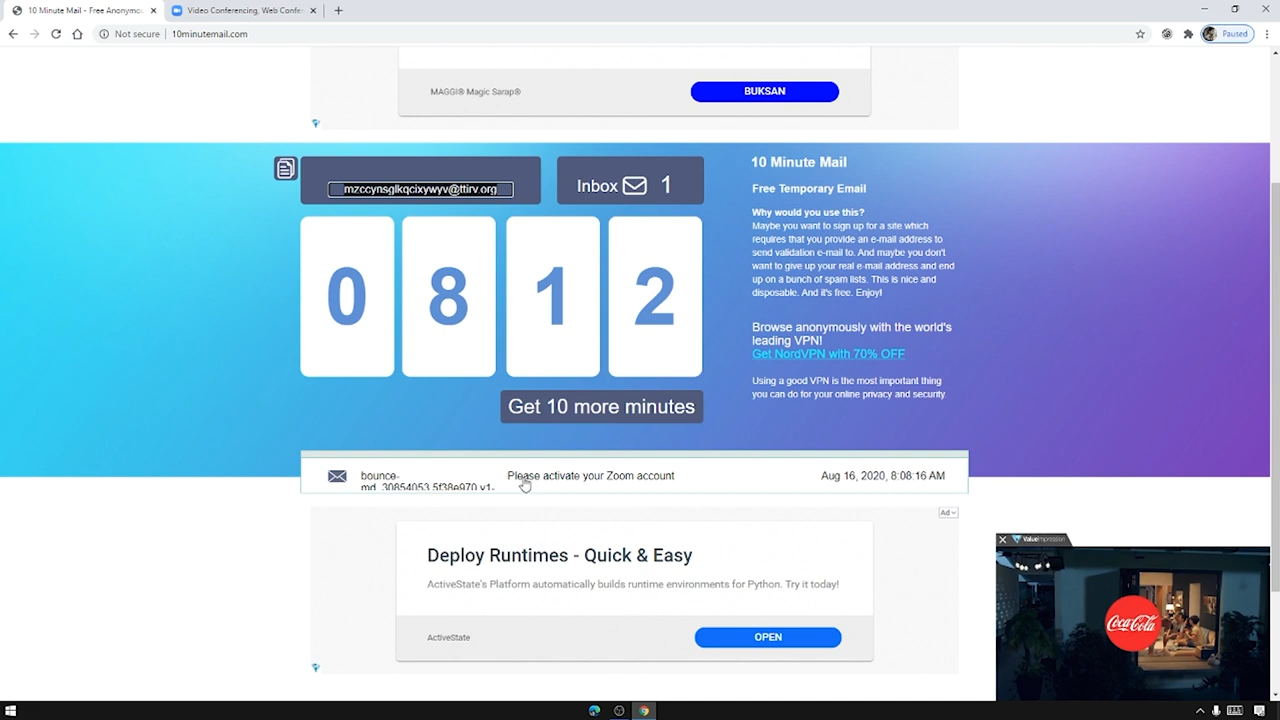 10 Minute Mail - Free Anonymou
Video Conferencing, Web Confe
Not secure
10minutemail.com
Paused
MAGGI® Magic Sarap®
BUKSAN
mzccynsglkqcixywyv@ttirv.org
Inbox 1
0 8 1 2
Get 10 more minutes
10 Minute Mail
Free Temporary Email
Why would you use this?
Maybe you want to sign up for a site which
requires that you provide an e-mail address to
send validation e-mail to. And maybe you don't
want to give up your real e-mail address and end
up on a bunch of spam lists. This is nice and
disposable. And it's free. Enjoy!
Browse anonymously with the world's
leading VPN!
Get NordVPN with 70% OFF
Using a good VPN is the most important thing
you can do for your online privacy and security.
bounce-
md_30854053.5f38e970.v1-
Please activate your Zoom account
Aug 16, 2020, 8:08:16 AM
Ad
Deploy Runtimes - Quick & Easy
ActiveState's Platform automatically builds runtime environments for Python. Try it today!
ActiveState
OPEN
ValueImpression
Coca-Cola